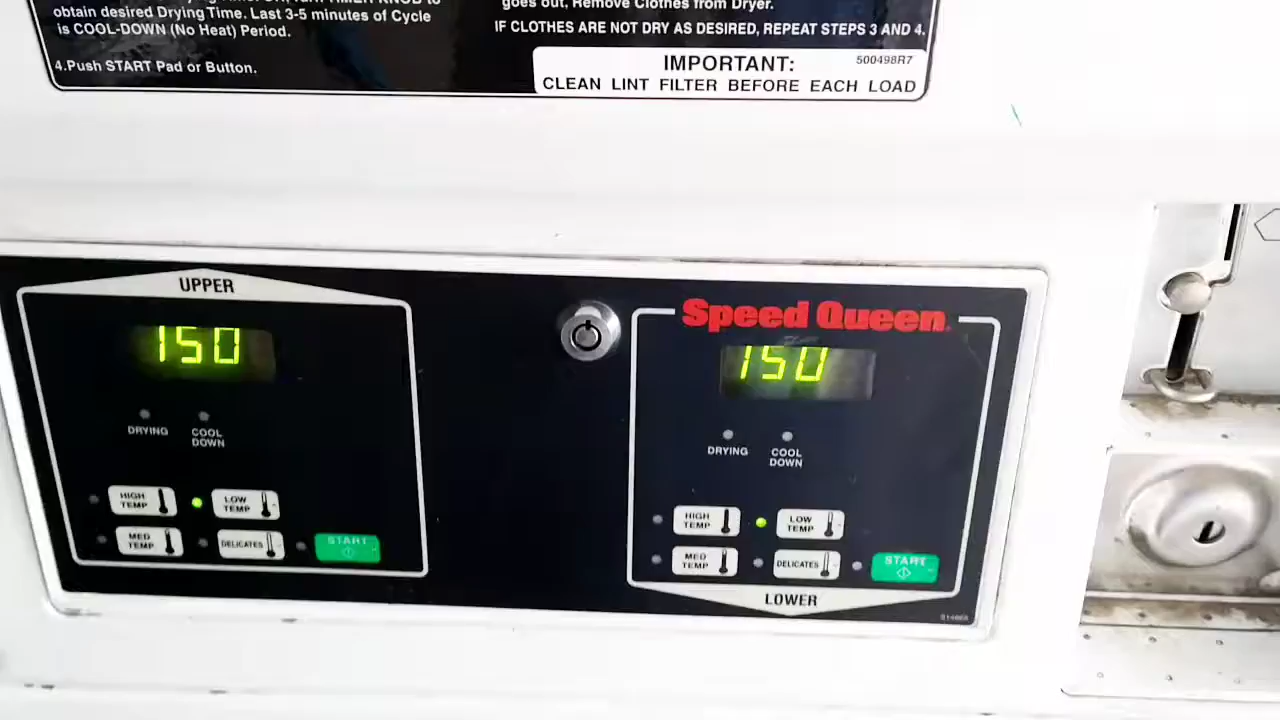 obtain desired Drying Time. Last 3-5 minutes of Cycle
is COOL-DOWN (No Heat) Period.
4.Push START Pad or Button.
goes out, Remove Clothes from Dryer.
IF CLOTHES ARE NOT DRY AS DESIRED, REPEAT STEPS 3 AND 4.
IMPORTANT:
500498R7
CLEAN LINT FILTER BEFORE EACH LOAD
UPPER
150
DRYING
COOL
DOWN
HIGH
TEMP
LOW
TEMP
MED
TEMP
DELICATES
START
Speed Queen
150
DRYING
COOL
DOWN
HIGH
TEMP
LOW
TEMP
MED
TEMP
DELICATES
START
LOWER